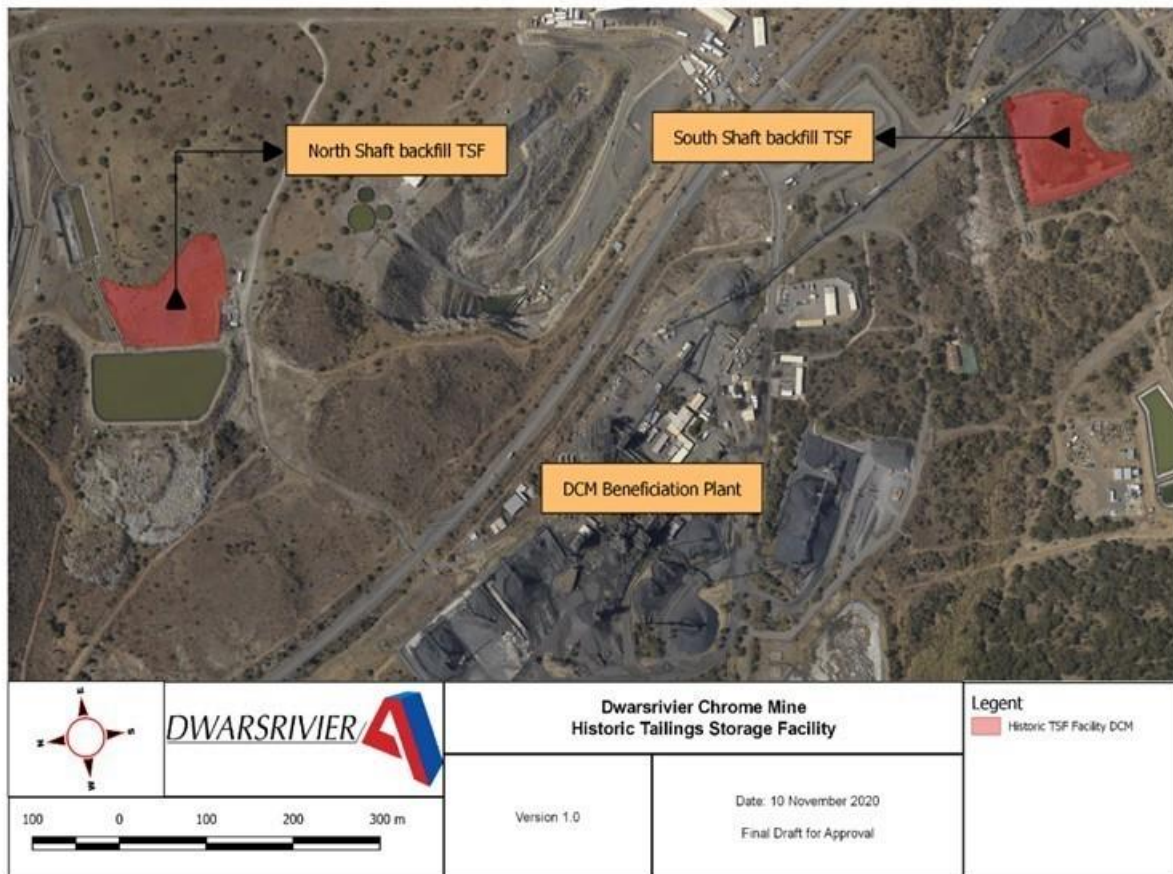 North Shaft backfill TSF
South Shaft backfill TSF
DCM Beneficiation Plant
E
N
S
W
DWARSRIVIER
Dwarsrivier Chrome Mine
Historic Tailings Storage Facility
Legent
Historic TSF Facility DCM
100 0 100 200 300 m
Version 1.0
Date: 10 November 2020
Final Draft for Approval